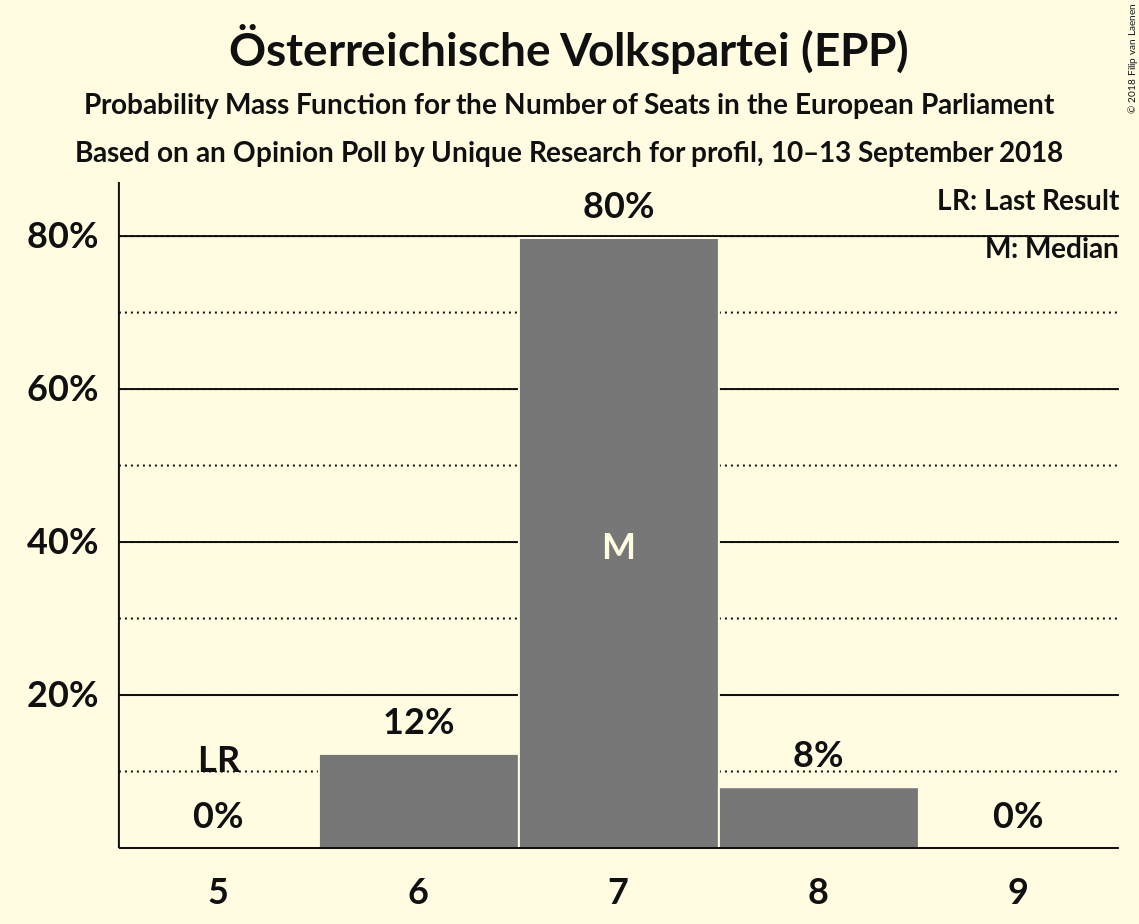 Österreichische Volkspartei (EPP)
Probability Mass Function for the Number of Seats in the European Parliament
Based on an Opinion Poll by Unique Research for profil, 10–13 September 2018
© 2018 Filip van Laenen
LR: Last Result
M: Median
80%
80%
60%
40%
M
20%
12%
LR
8%
0%
0%
5 6 7 8 9